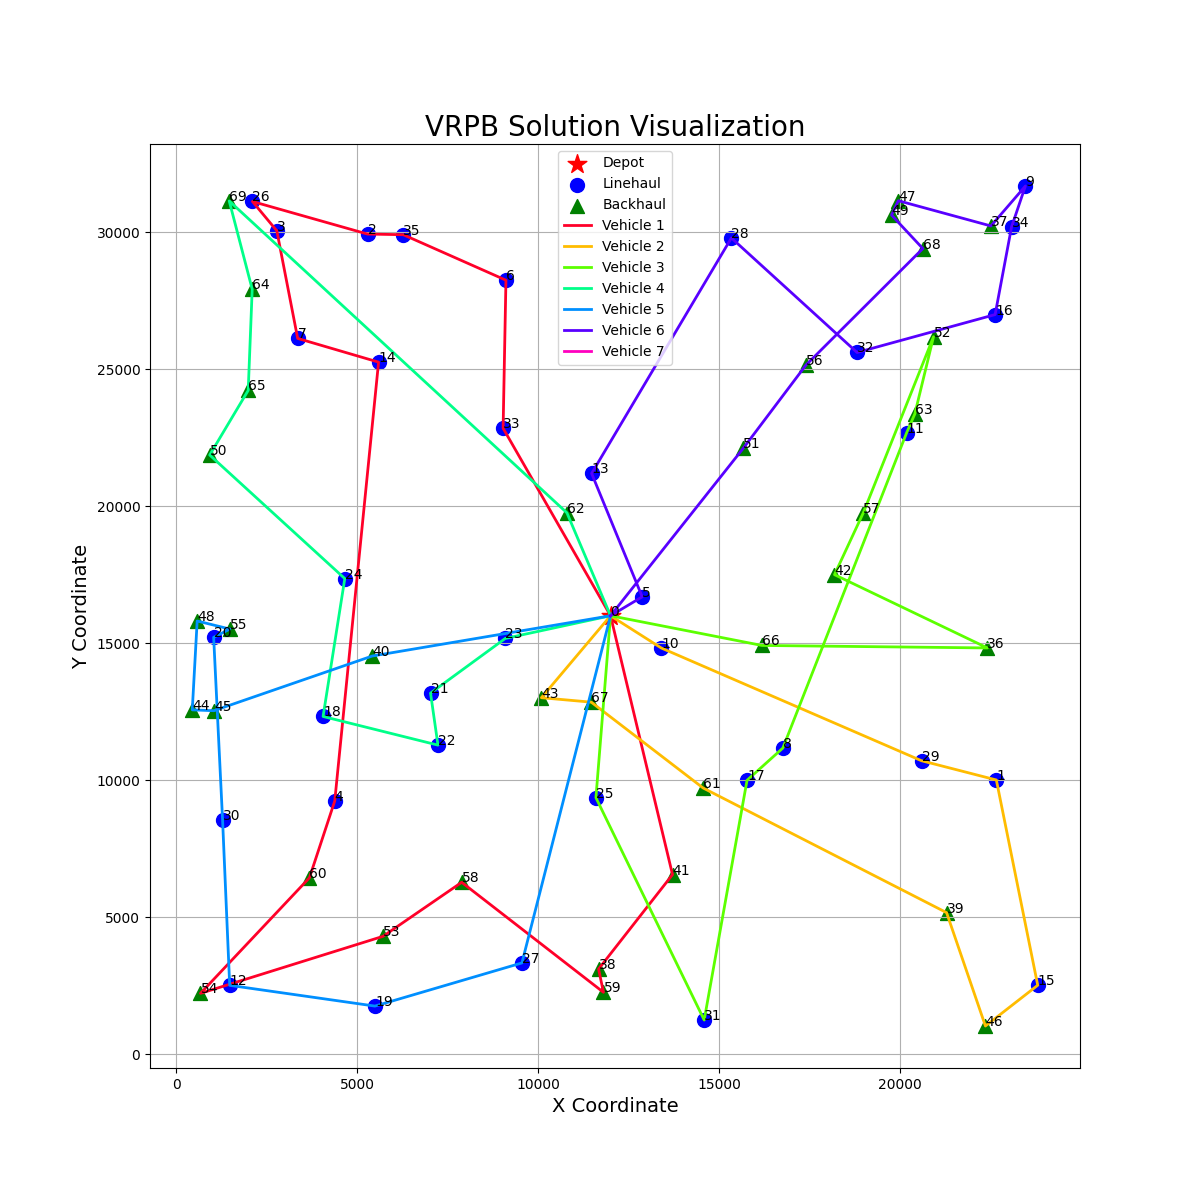 VRPB Solution Visualization
Depot
Linehaul
Backhaul
Vehicle 1
Vehicle 2
Vehicle 3
Vehicle 4
Vehicle 5
Vehicle 6
Vehicle 7
Y Coordinate
30000
25000
20000
15000
10000
5000
0
0 5000 10000 15000 20000
X Coordinate
69 26 47 9
49 37 34
3 2 35 28
68
6
64
16
7 52
32
14 56
65
63
11
33
51
50
13
62 57
24 42
5
48 0
55
20 23 10 66 36
40
21 43 67
44 45
18
22 8 29
17 1
61
4 25
30
60 58 41
39
53
27 38
12 15
54 59
19 31 46